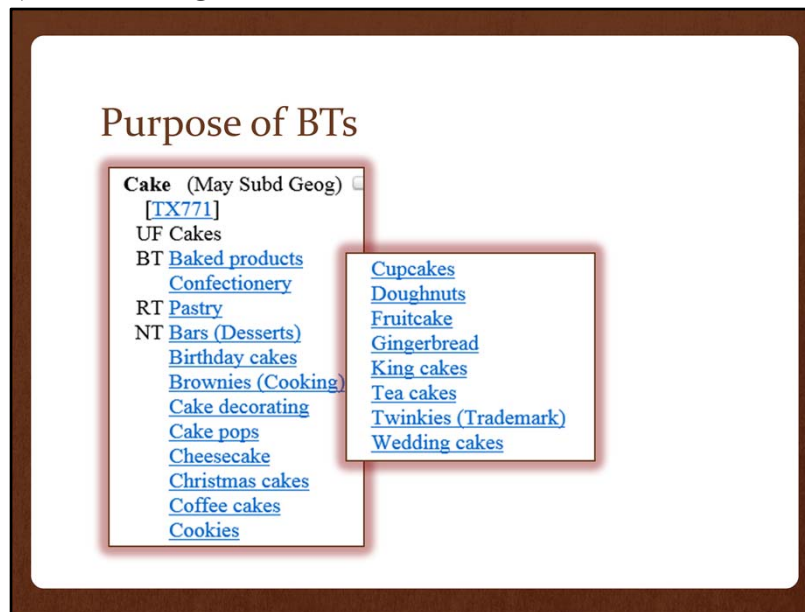 Purpose of BTs
Cake (May Subd Geog)
[TX771]
UF Cakes
BT Baked products
Confectionery
RT Pastry
NT Bars (Desserts)
Birthday cakes
Brownies (Cooking)
Cake decorating
Cake pops
Cheesecake
Christmas cakes
Coffee cakes
Cookies
Cupcakes
Doughnuts
Fruitcake
Gingerbread
King cakes
Tea cakes
Twinkies (Trademark)
Wedding cakes